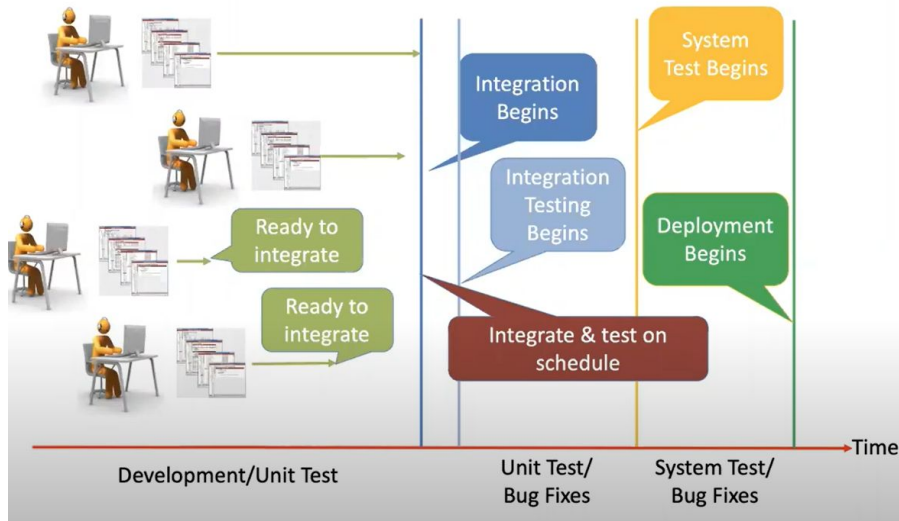 System
Test Begins
Integration
Begins
Integration
Testing
Begins
Ready to
integrate
Deployment
Begins
Ready to
integrate
Integrate & test on
schedule
Time
Development/Unit Test
Unit Test/
Bug Fixes
System Test/
Bug Fixes